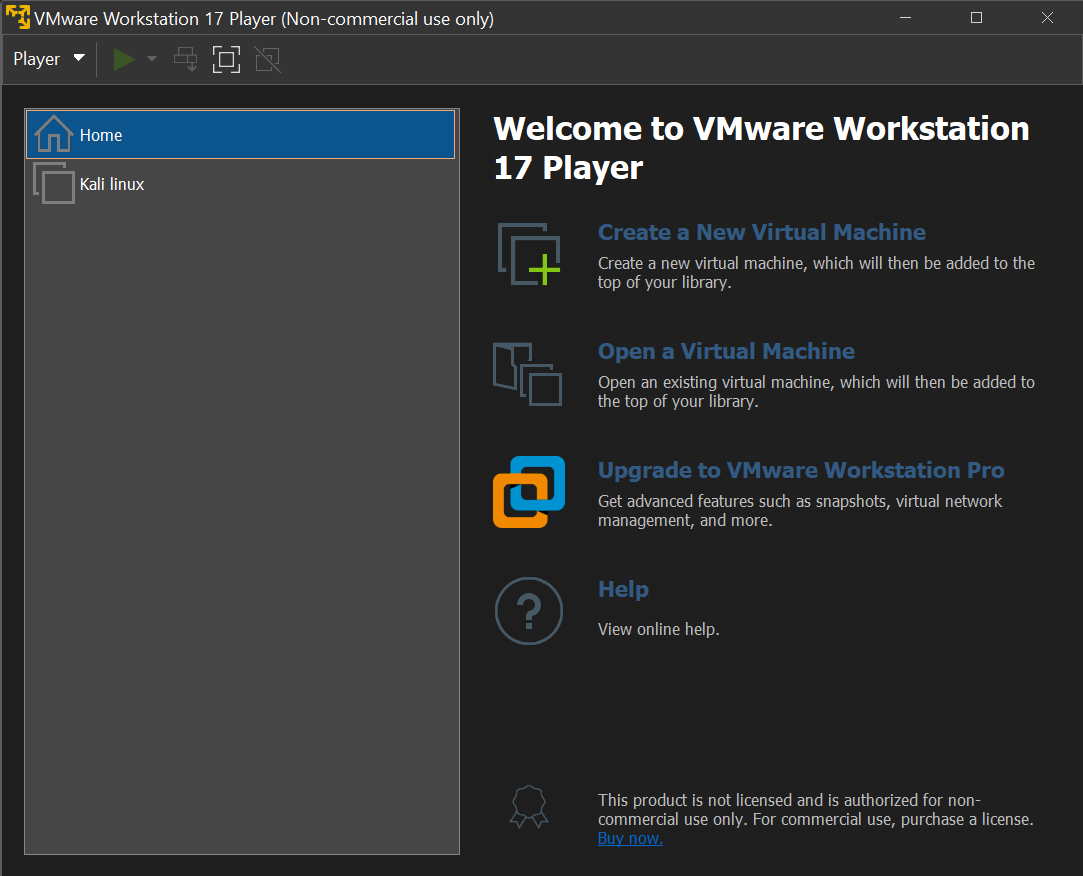 VMware Workstation 17 Player (Non-commercial use only)
Player
Home
Kali linux
Welcome to VMware Workstation
17 Player
Create a New Virtual Machine
Create a new virtual machine, which will then be added to the
top of your library.
Open a Virtual Machine
Open an existing virtual machine, which will then be added to
the top of your library.
Upgrade to VMware Workstation Pro
Get advanced features such as snapshots, virtual network
management, and more.
?
Help
View online help.
This product is not licensed and is authorized for non-
commercial use only. For commercial use, purchase a license.
Buy now.